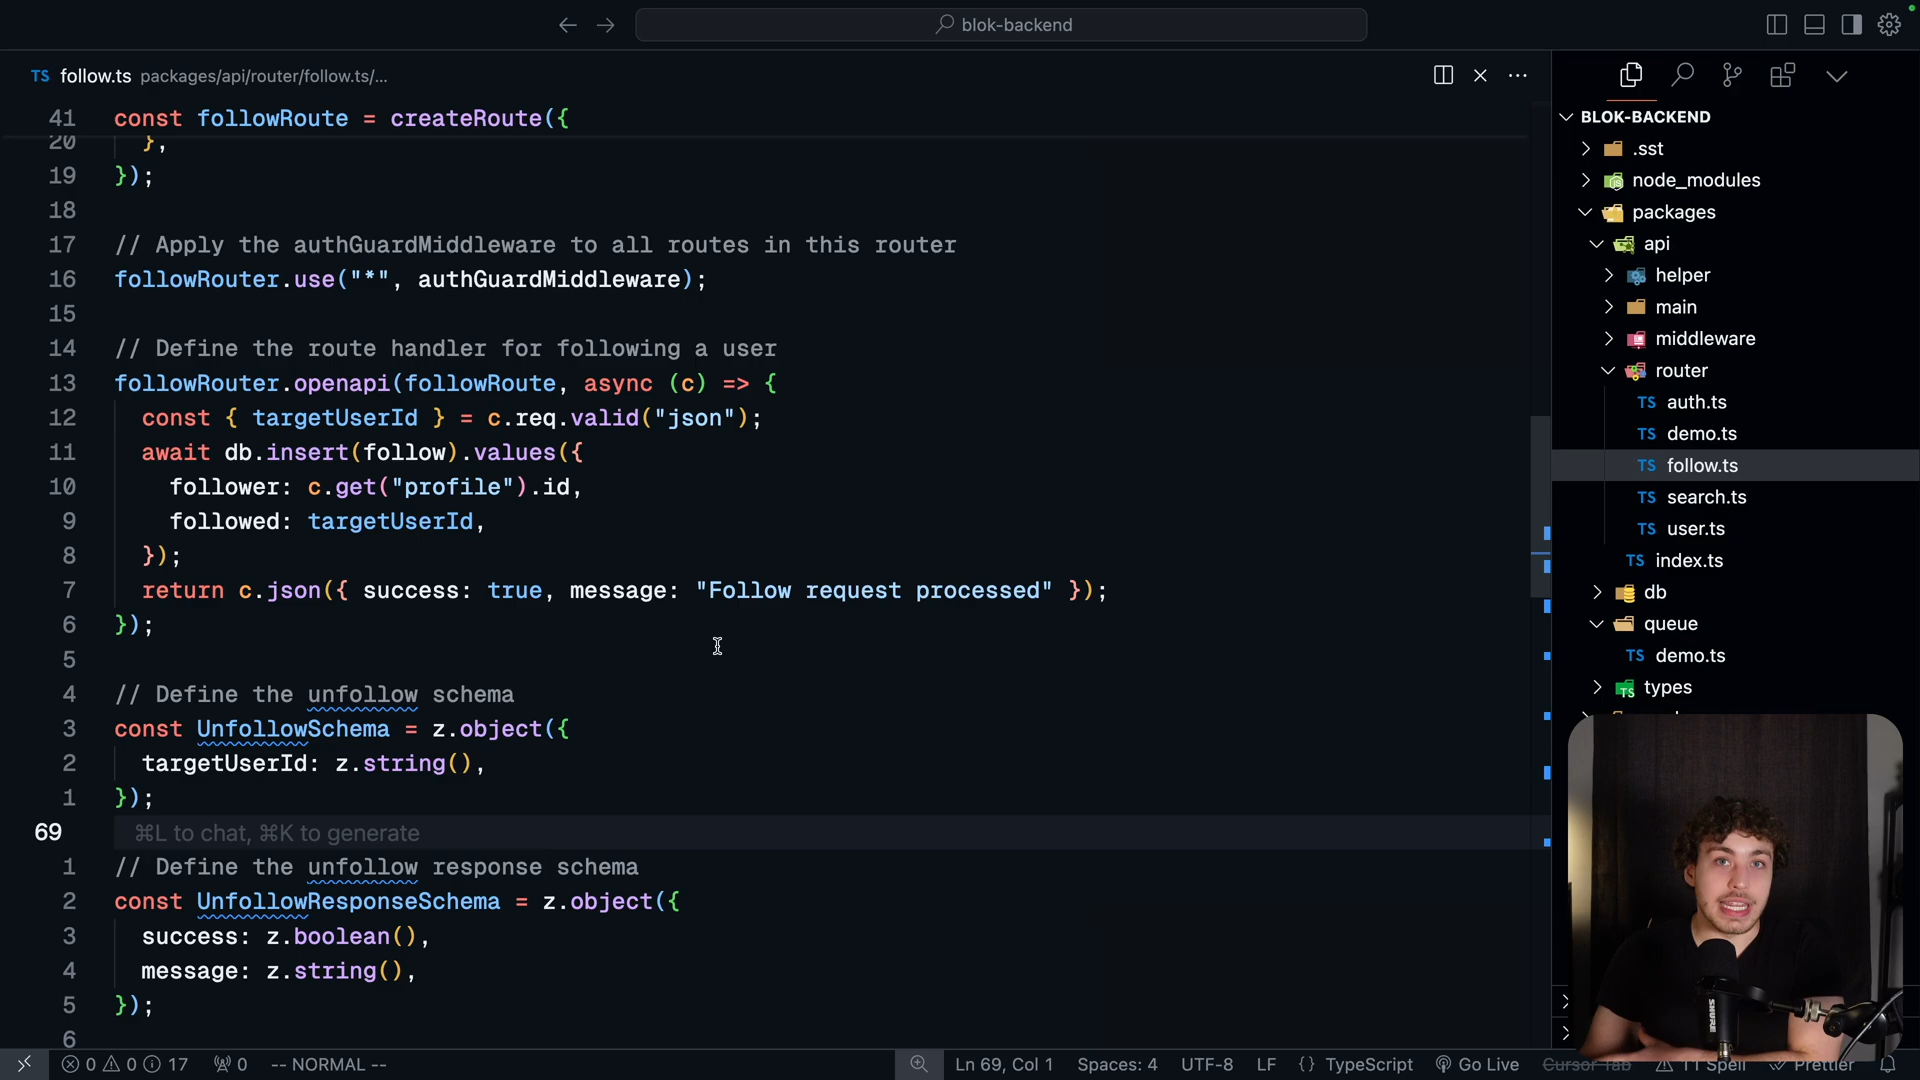 blok-backend
TS follow.ts packages/api/router/follow.ts/...
41 const followRoute = createRoute({
20 },
19 });
18
17 // Apply the authGuardMiddleware to all routes in this router
16 followRouter.use("*", authGuardMiddleware);
15
14 // Define the route handler for following a user
13 followRouter.openapi(followRoute, async (c) => {
12 const { targetUserId } = c.req.valid("json");
11 await db.insert(follow).values({
10 follower: c.get("profile").id,
9 followed: targetUserId,
8 });
7 return c.json({ success: true, message: "Follow request processed" });
6 });
5
4 // Define the unfollow schema
3 const UnfollowSchema = z.object({
2 targetUserId: z.string(),
1 });
69 ⌘L to chat, ⌘K to generate
1 // Define the unfollow response schema
2 const UnfollowResponseSchema = z.object({
3 success: z.boolean(),
4 message: z.string(),
5 });
6
BLOK-BACKEND
.sst
node_modules
packages
api
helper
main
middleware
router
TS auth.ts
TS demo.ts
TS follow.ts
TS search.ts
TS user.ts
TS index.ts
db
queue
TS demo.ts
types
SHURE
0 0 17 0 -- NORMAL -- Ln 69, Col 1 Spaces: 4 UTF-8 LF {} TypeScript Go Live Cursor Tab 11 Spell Prettier